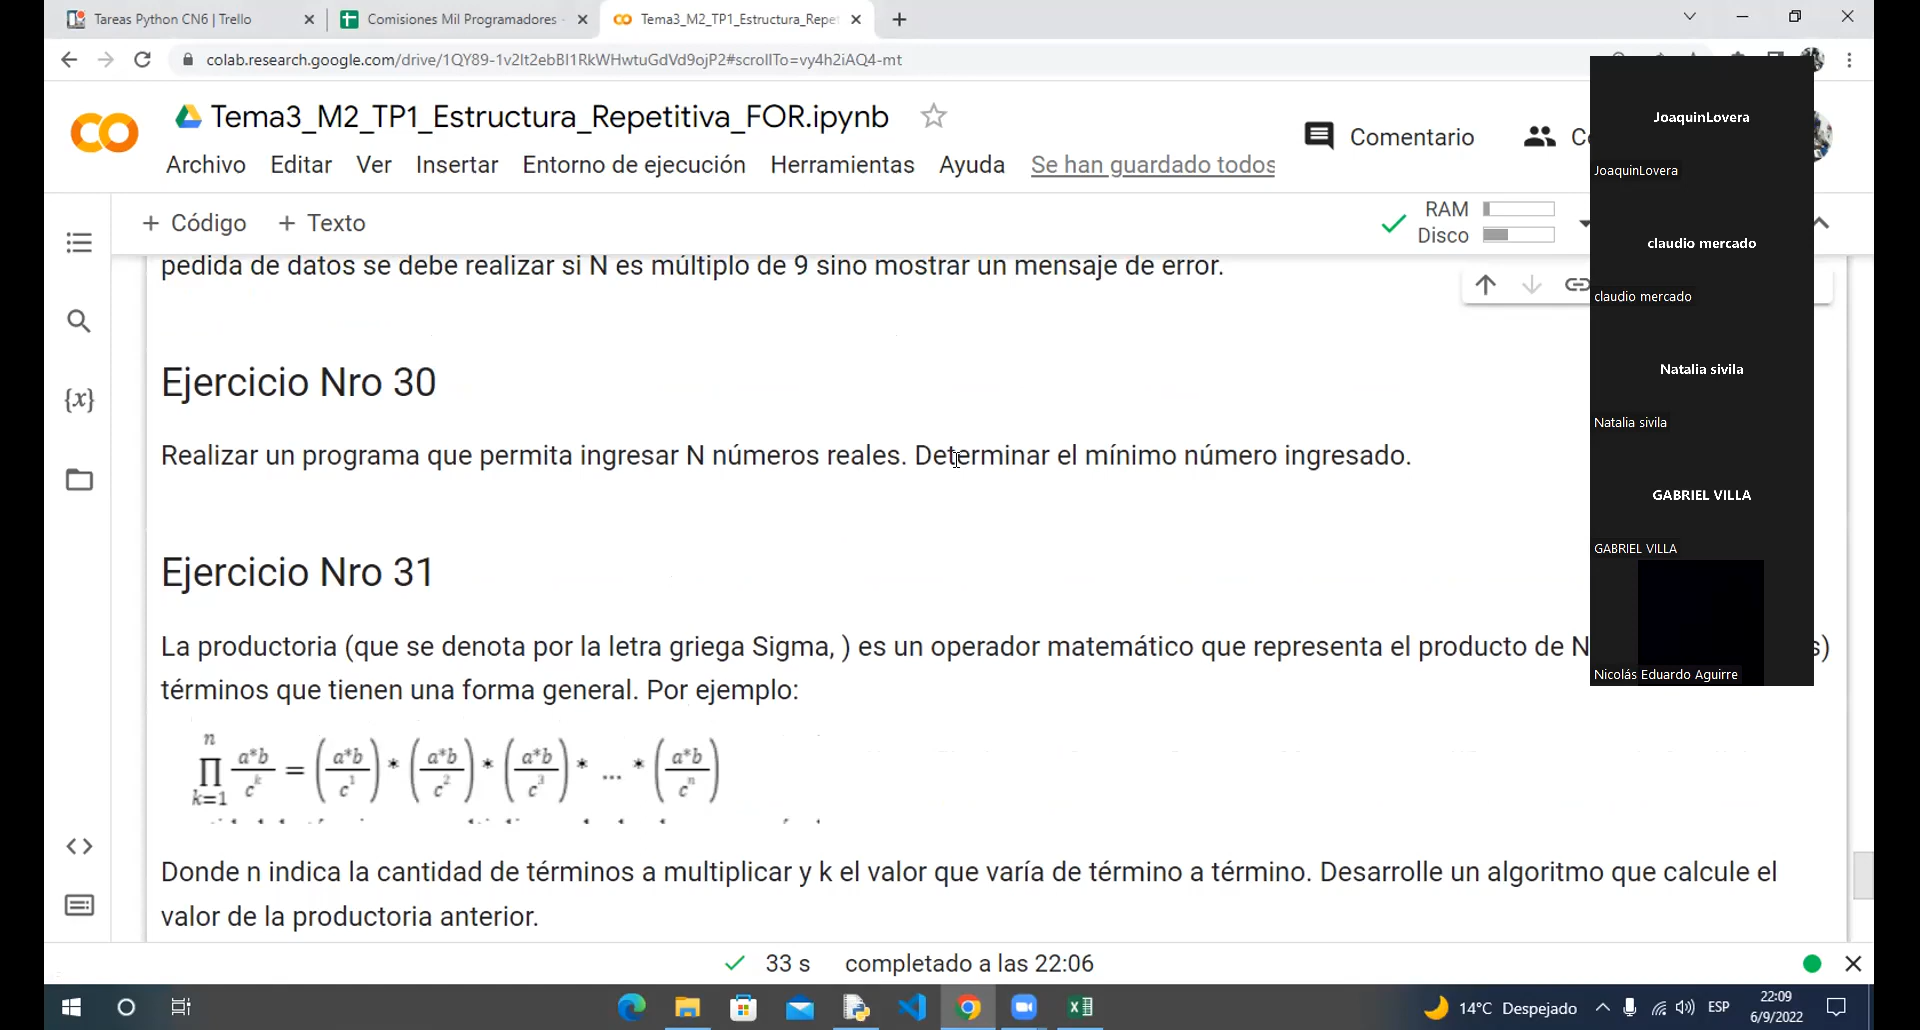 Tareas Python CN6 | Trello
Comisiones Mil Programadores -
Tema3_M2_TP1_Estructura_Repet
colab.research.google.com/drive/1QY89-1v2lt2ebBl1RkWHwtuGdVd9ojP2#scrollTo=vy4h2iAQ4-mt
Tema3_M2_TP1_Estructura_Repetitiva_FOR.ipynb
Comentario
Archivo Editar Ver Insertar Entorno de ejecución Herramientas Ayuda Se han guardado todos
+ Código + Texto
RAM
Disco
pedida de datos se debe realizar si N es múltiplo de 9 sino mostrar un mensaje de error.
Ejercicio Nro 30
Realizar un programa que permita ingresar N números reales. Determinar el mínimo número ingresado.
Ejercicio Nro 31
La productoria (que se denota por la letra griega Sigma, ) es un operador matemático que representa el producto de N s)
términos que tienen una forma general. Por ejemplo:
n
∏ a*b/c^k = (a*b/c^1) * (a*b/c^2) * (a*b/c^3) * ... * (a*b/c^n)
k=1
Donde n indica la cantidad de términos a multiplicar y k el valor que varía de término a término. Desarrolle un algoritmo que calcule el
valor de la productoria anterior.
33 s completado a las 22:06
JoaquinLovera
JoaquinLovera
claudio mercado
claudio mercado
Natalia sivila
Natalia sivila
GABRIEL VILLA
GABRIEL VILLA
Nicolás Eduardo Aguirre
14°C Despejado
ESP
22:09
6/9/2022